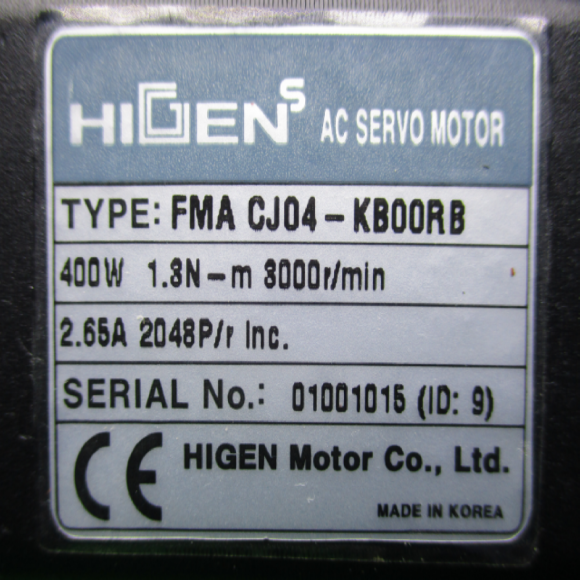 HIGEN S AC SERVO MOTOR
TYPE: FMA CJ04-KB00RB
400W 1.3N-m 3000r/min
2.65A 2048P/r Inc.
SERIAL No.: 01001015 (ID: 9)
CE HIGEN Motor Co., Ltd.
MADE IN KOREA